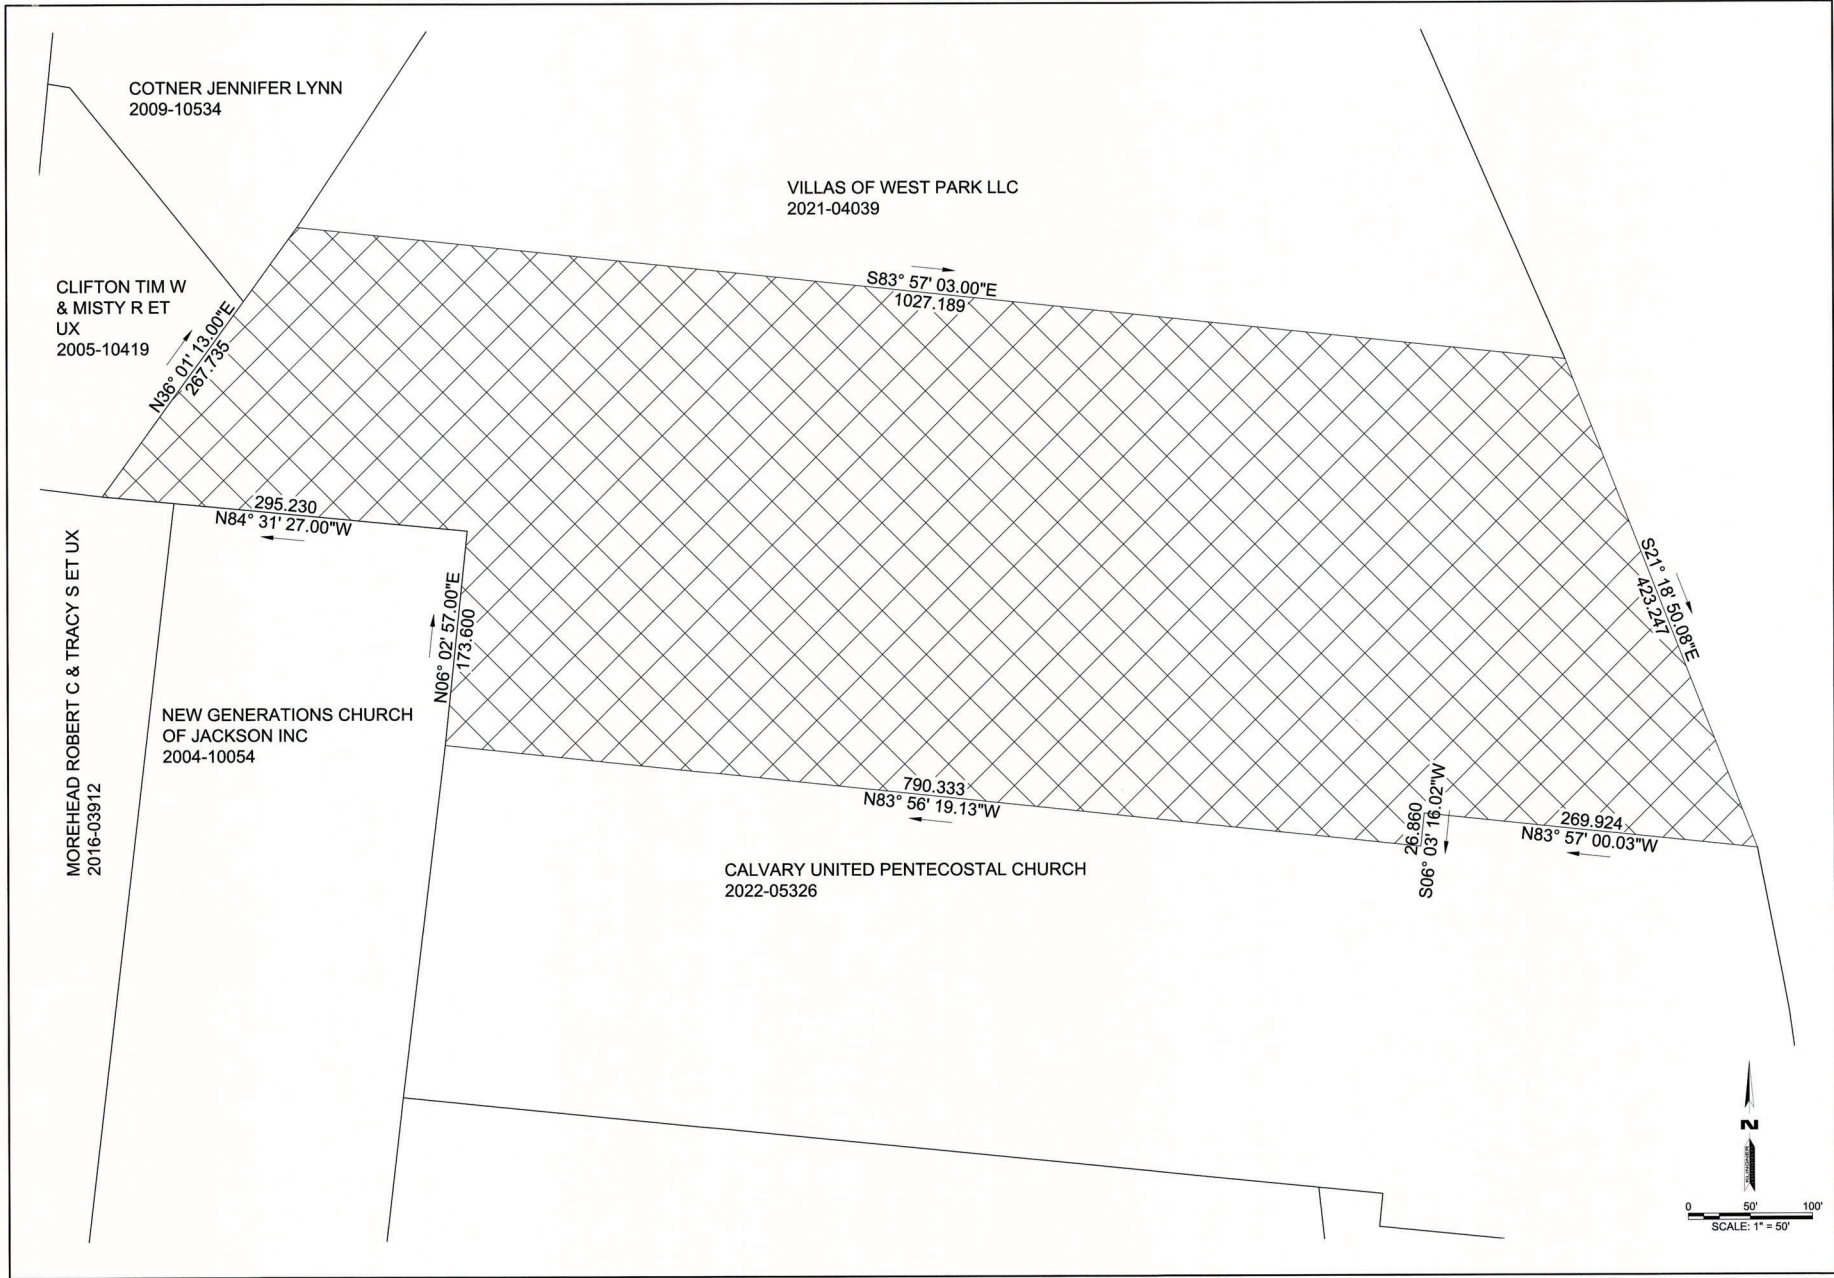 COTNER JENNIFER LYNN
2009-10534
VILLAS OF WEST PARK LLC
2021-04039
CLIFTON TIM W
& MISTY R ET
UX
2005-10419
N36° 01' 13.00"E
267.735
S83° 57' 03.00"E
1027.189
295.230
N84° 31' 27.00"W
S21° 18' 50.08"E
423.247
MOREHEAD ROBERT C & TRACY S ET UX
2016-03912
N06° 02' 57.00"E
173.600
NEW GENERATIONS CHURCH
OF JACKSON INC
2004-10054
790.333
N83° 56' 19.13"W
26.860
S06° 03' 16.02"W
269.924
N83° 57' 00.03"W
CALVARY UNITED PENTECOSTAL CHURCH
2022-05326
N
KLINGNER
0 50' 100'
SCALE: 1" = 50'